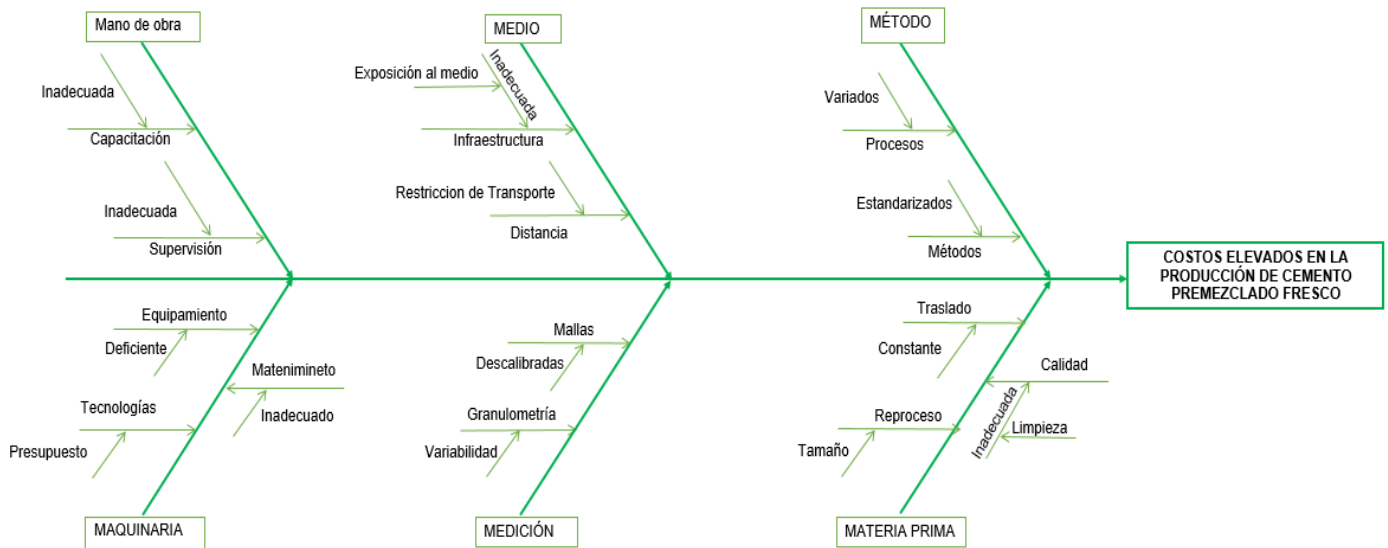 Mano de obra
MEDIO
MÉTODO
Inadecuada
Capacitación
Inadecuada
Supervisión
Exposición al medio
Inadecuada
Infraestructura
Restriccion de Transporte
Distancia
Variados
Procesos
Estandarizados
Métodos
COSTOS ELEVADOS EN LA
PRODUCCIÓN DE CEMENTO
PREMEZCLADO FRESCO
Equipamiento
Deficiente
Matenimineto
Inadecuado
Tecnologías
Presupuesto
Mallas
Descalibradas
Granulometría
Variabilidad
Traslado
Constante
Calidad
Inadecuada
Limpieza
Reproceso
Tamaño
MAQUINARIA
MEDICIÓN
MATERIA PRIMA